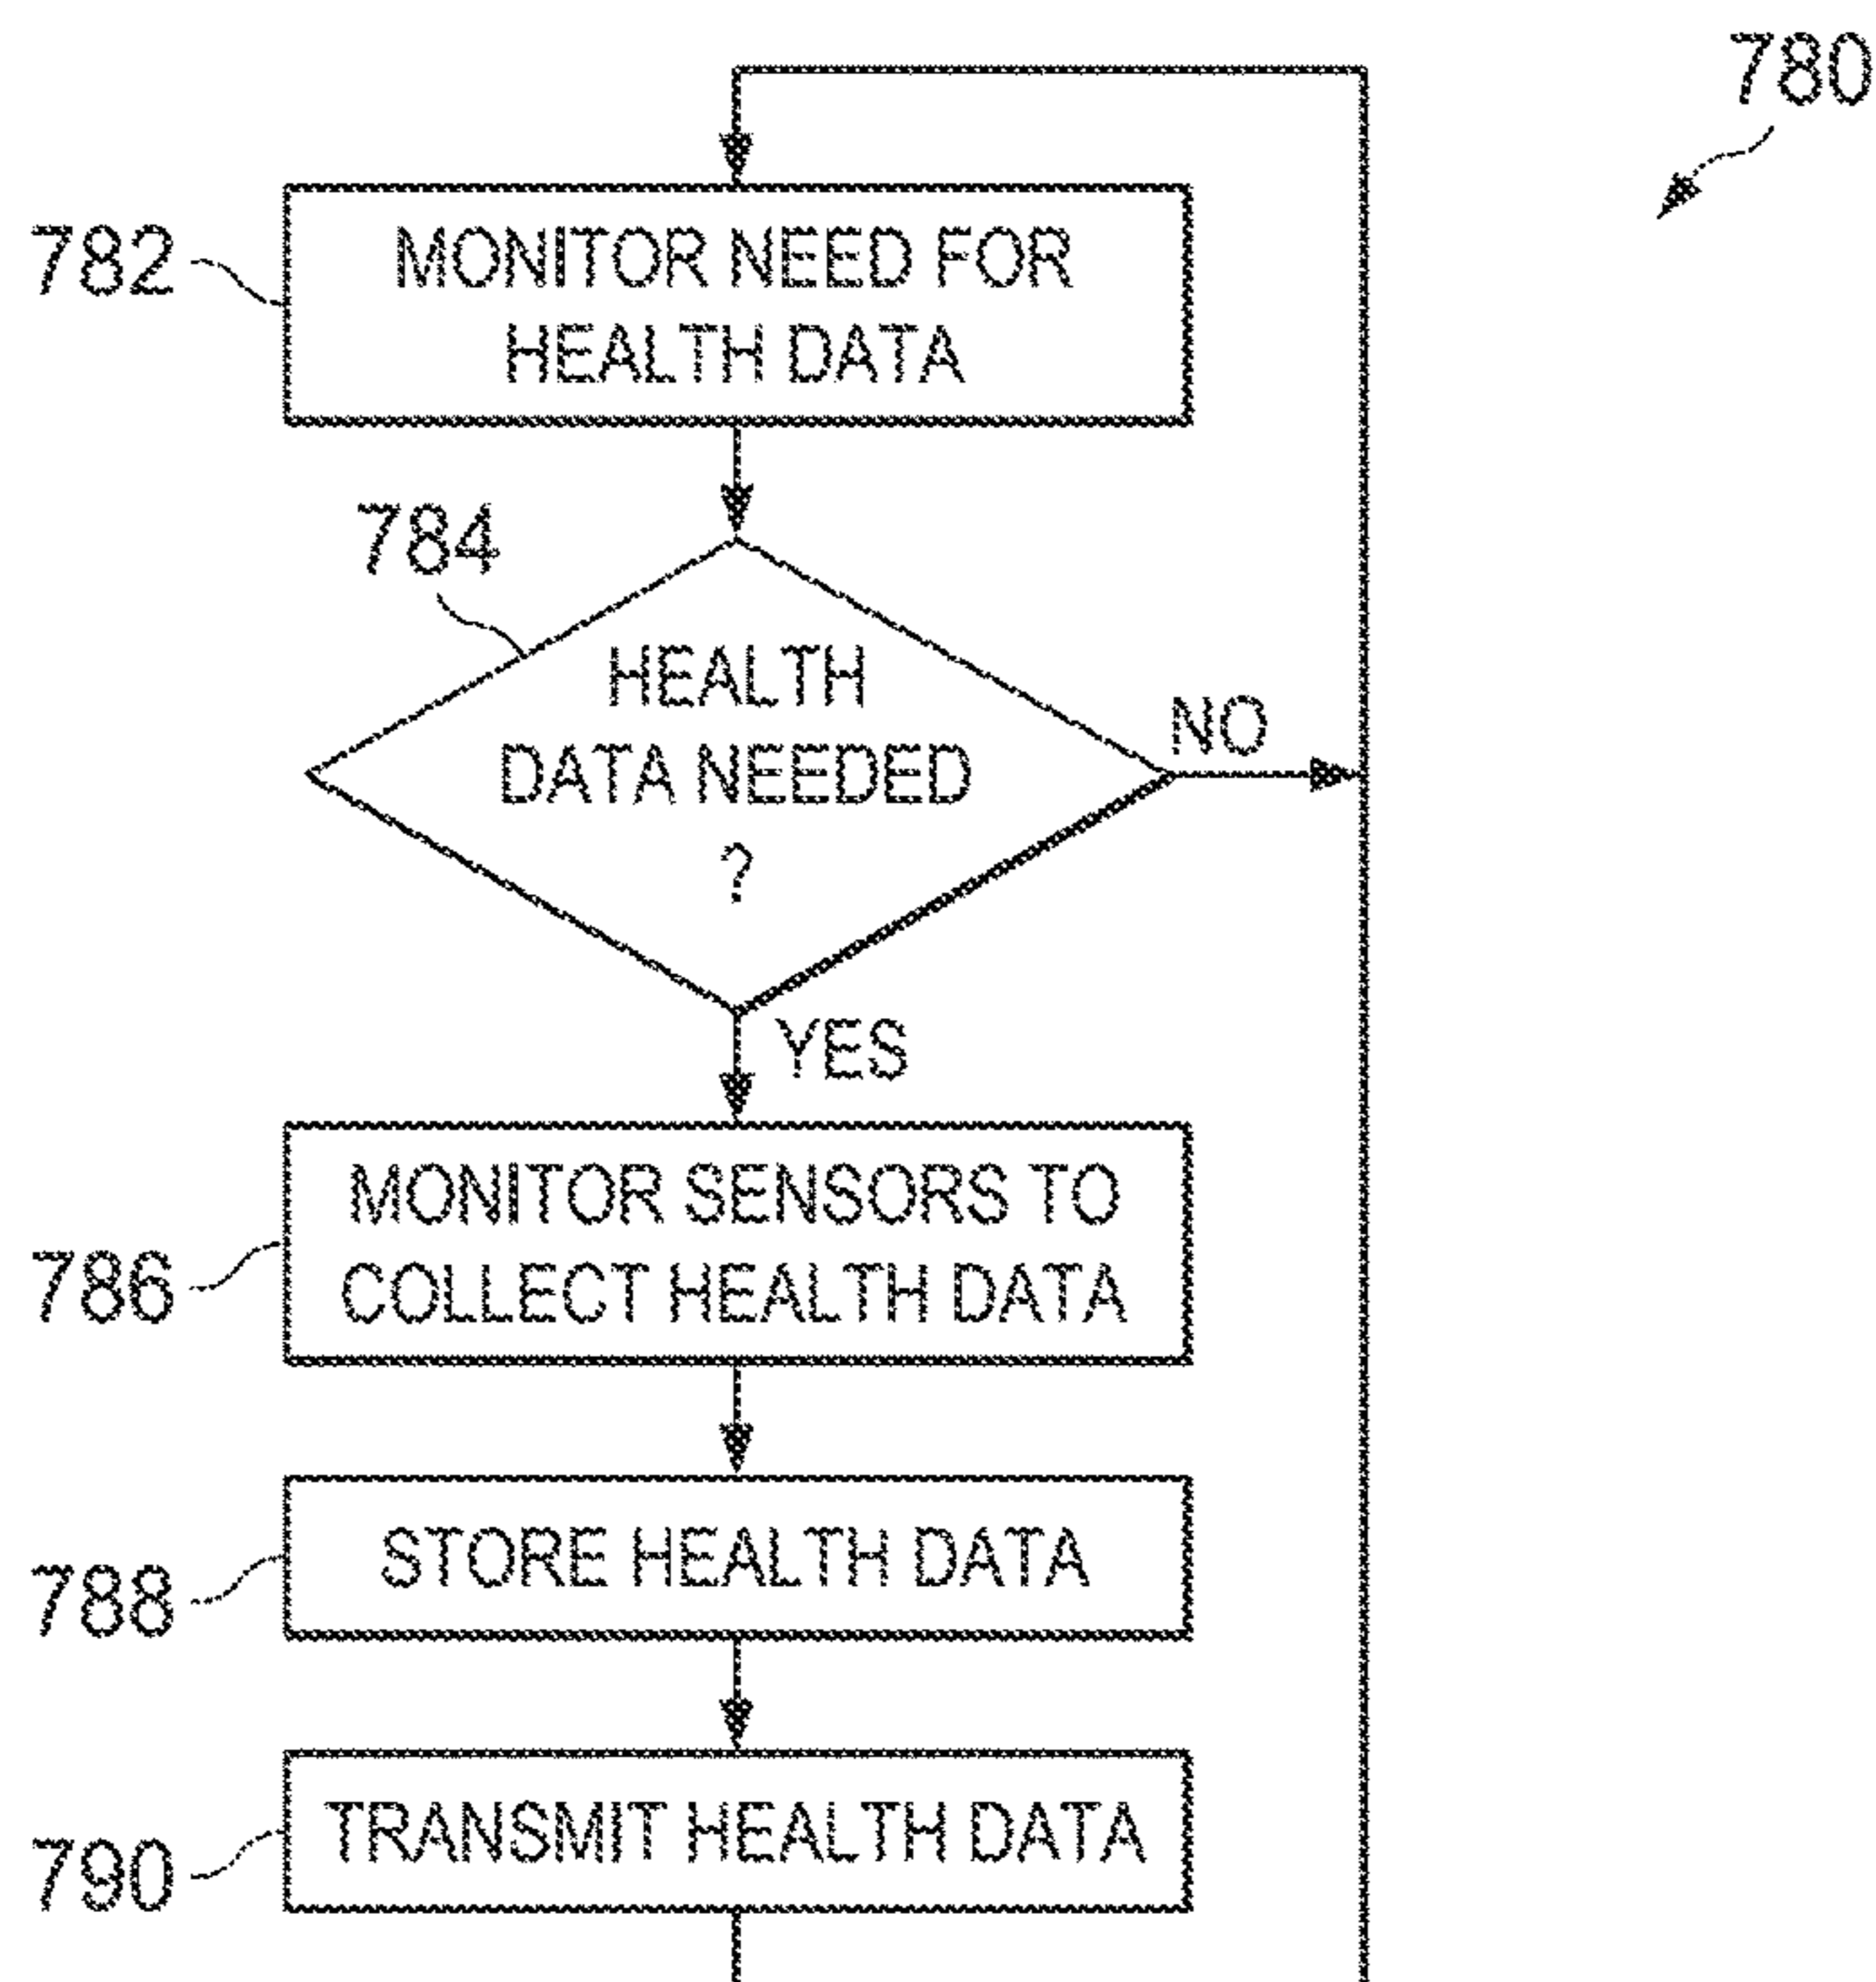 780
782
MONITOR NEED FOR
HEALTH DATA
784
HEALTH
DATA NEEDED
?
NO
YES
786
MONITOR SENSORS TO
COLLECT HEALTH DATA
788
STORE HEALTH DATA
790
TRANSMIT HEALTH DATA